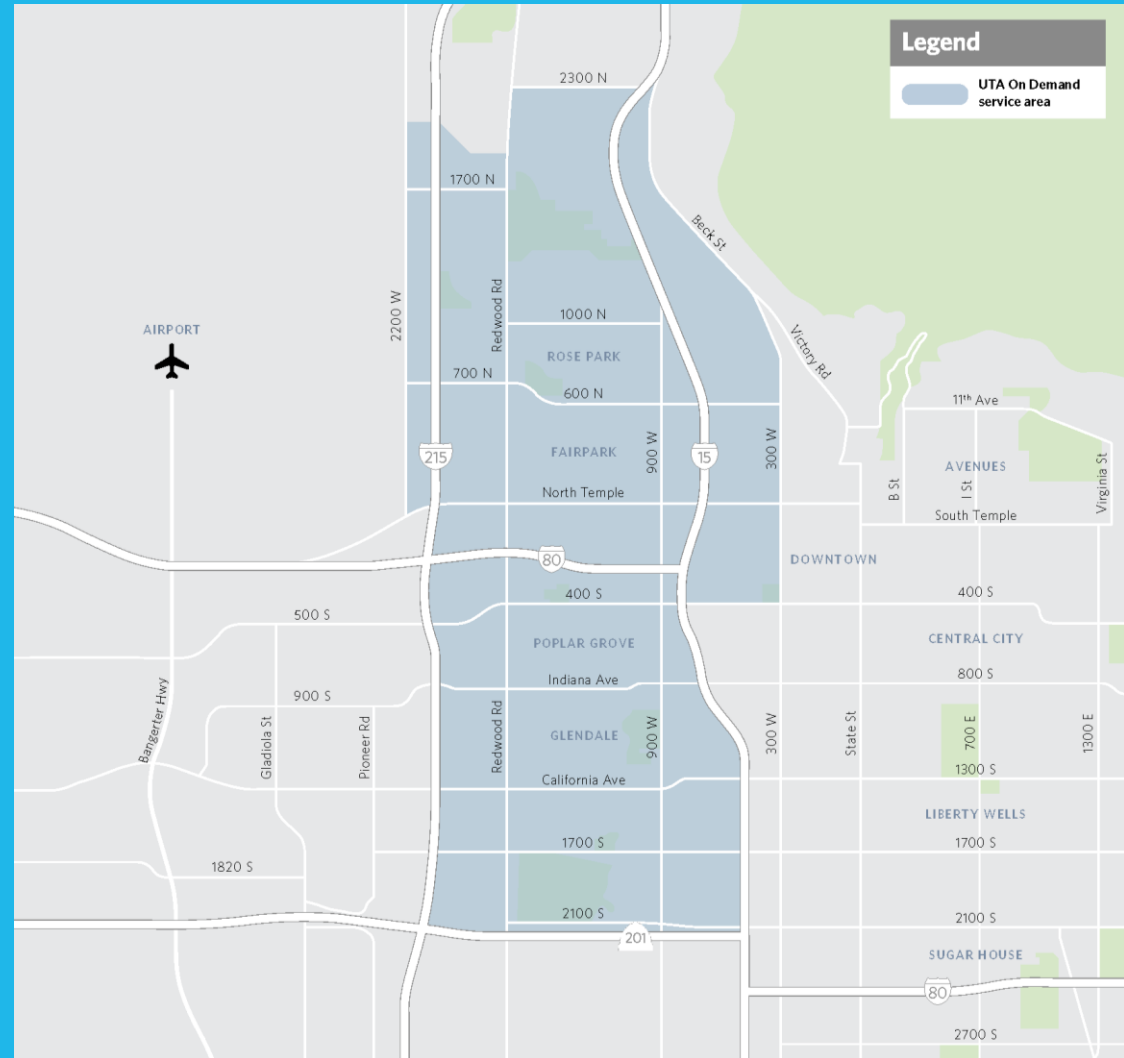 Legend
UTA On Demand
service area
2300 N
1700 N
Beck St
2200 W
Redwood Rd
AIRPORT
1000 N
Victory Rd
ROSE PARK
700 N
600 N
11th Ave
215
FAIRPARK
900 W
15
300 W
AVENUES
B St
I St
Virginia St
North Temple
South Temple
80
DOWNTOWN
400 S
400 S
500 S
POPLAR GROVE
CENTRAL CITY
Indiana Ave
800 S
900 S
Bangerter Hwy
Gladiola St
Pioneer Rd
Redwood Rd
GLENDALE
900 W
300 W
State St
700 E
1300 E
California Ave
1300 S
LIBERTY WELLS
1700 S
1700 S
1820 S
2100 S
2100 S
201
SUGAR HOUSE
80
2700 S